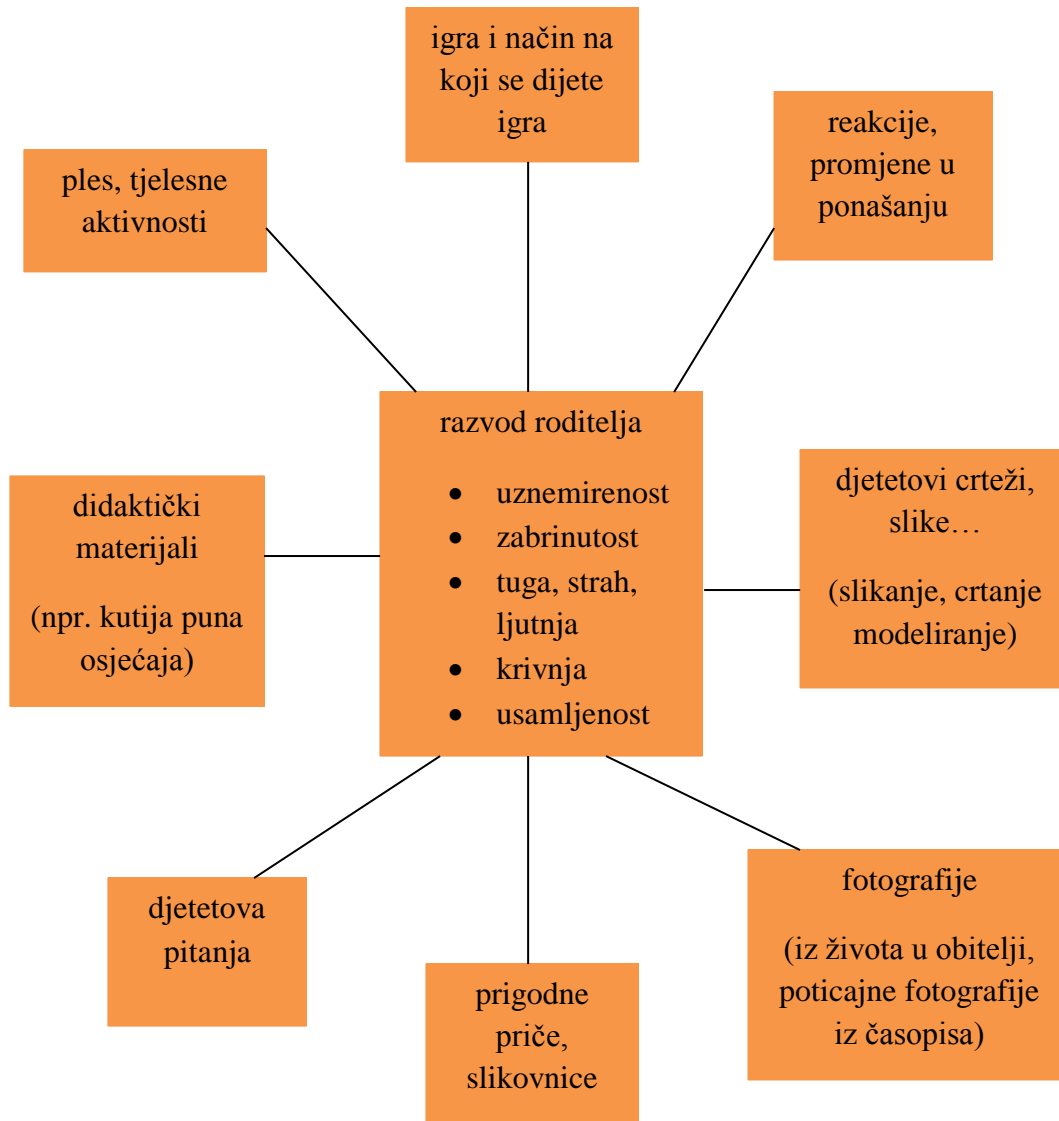 igra i način na
koji se dijete
igra
reakcije,
promjene u
ponašanju
ples, tjelesne
aktivnosti
razvod roditelja
• uznemirenost
• zabrinutost
• tuga, strah,
ljutnja
• krivnja
• usamljenost
didaktički
materijali
(npr. kutija puna
osjećaja)
djetetovi crteži,
slike…
(slikanje, crtanje
modeliranje)
djetetova
pitanja
prigodne
priče,
slikovnice
fotografije
(iz života u obitelji,
poticajne fotografije
iz časopisa)